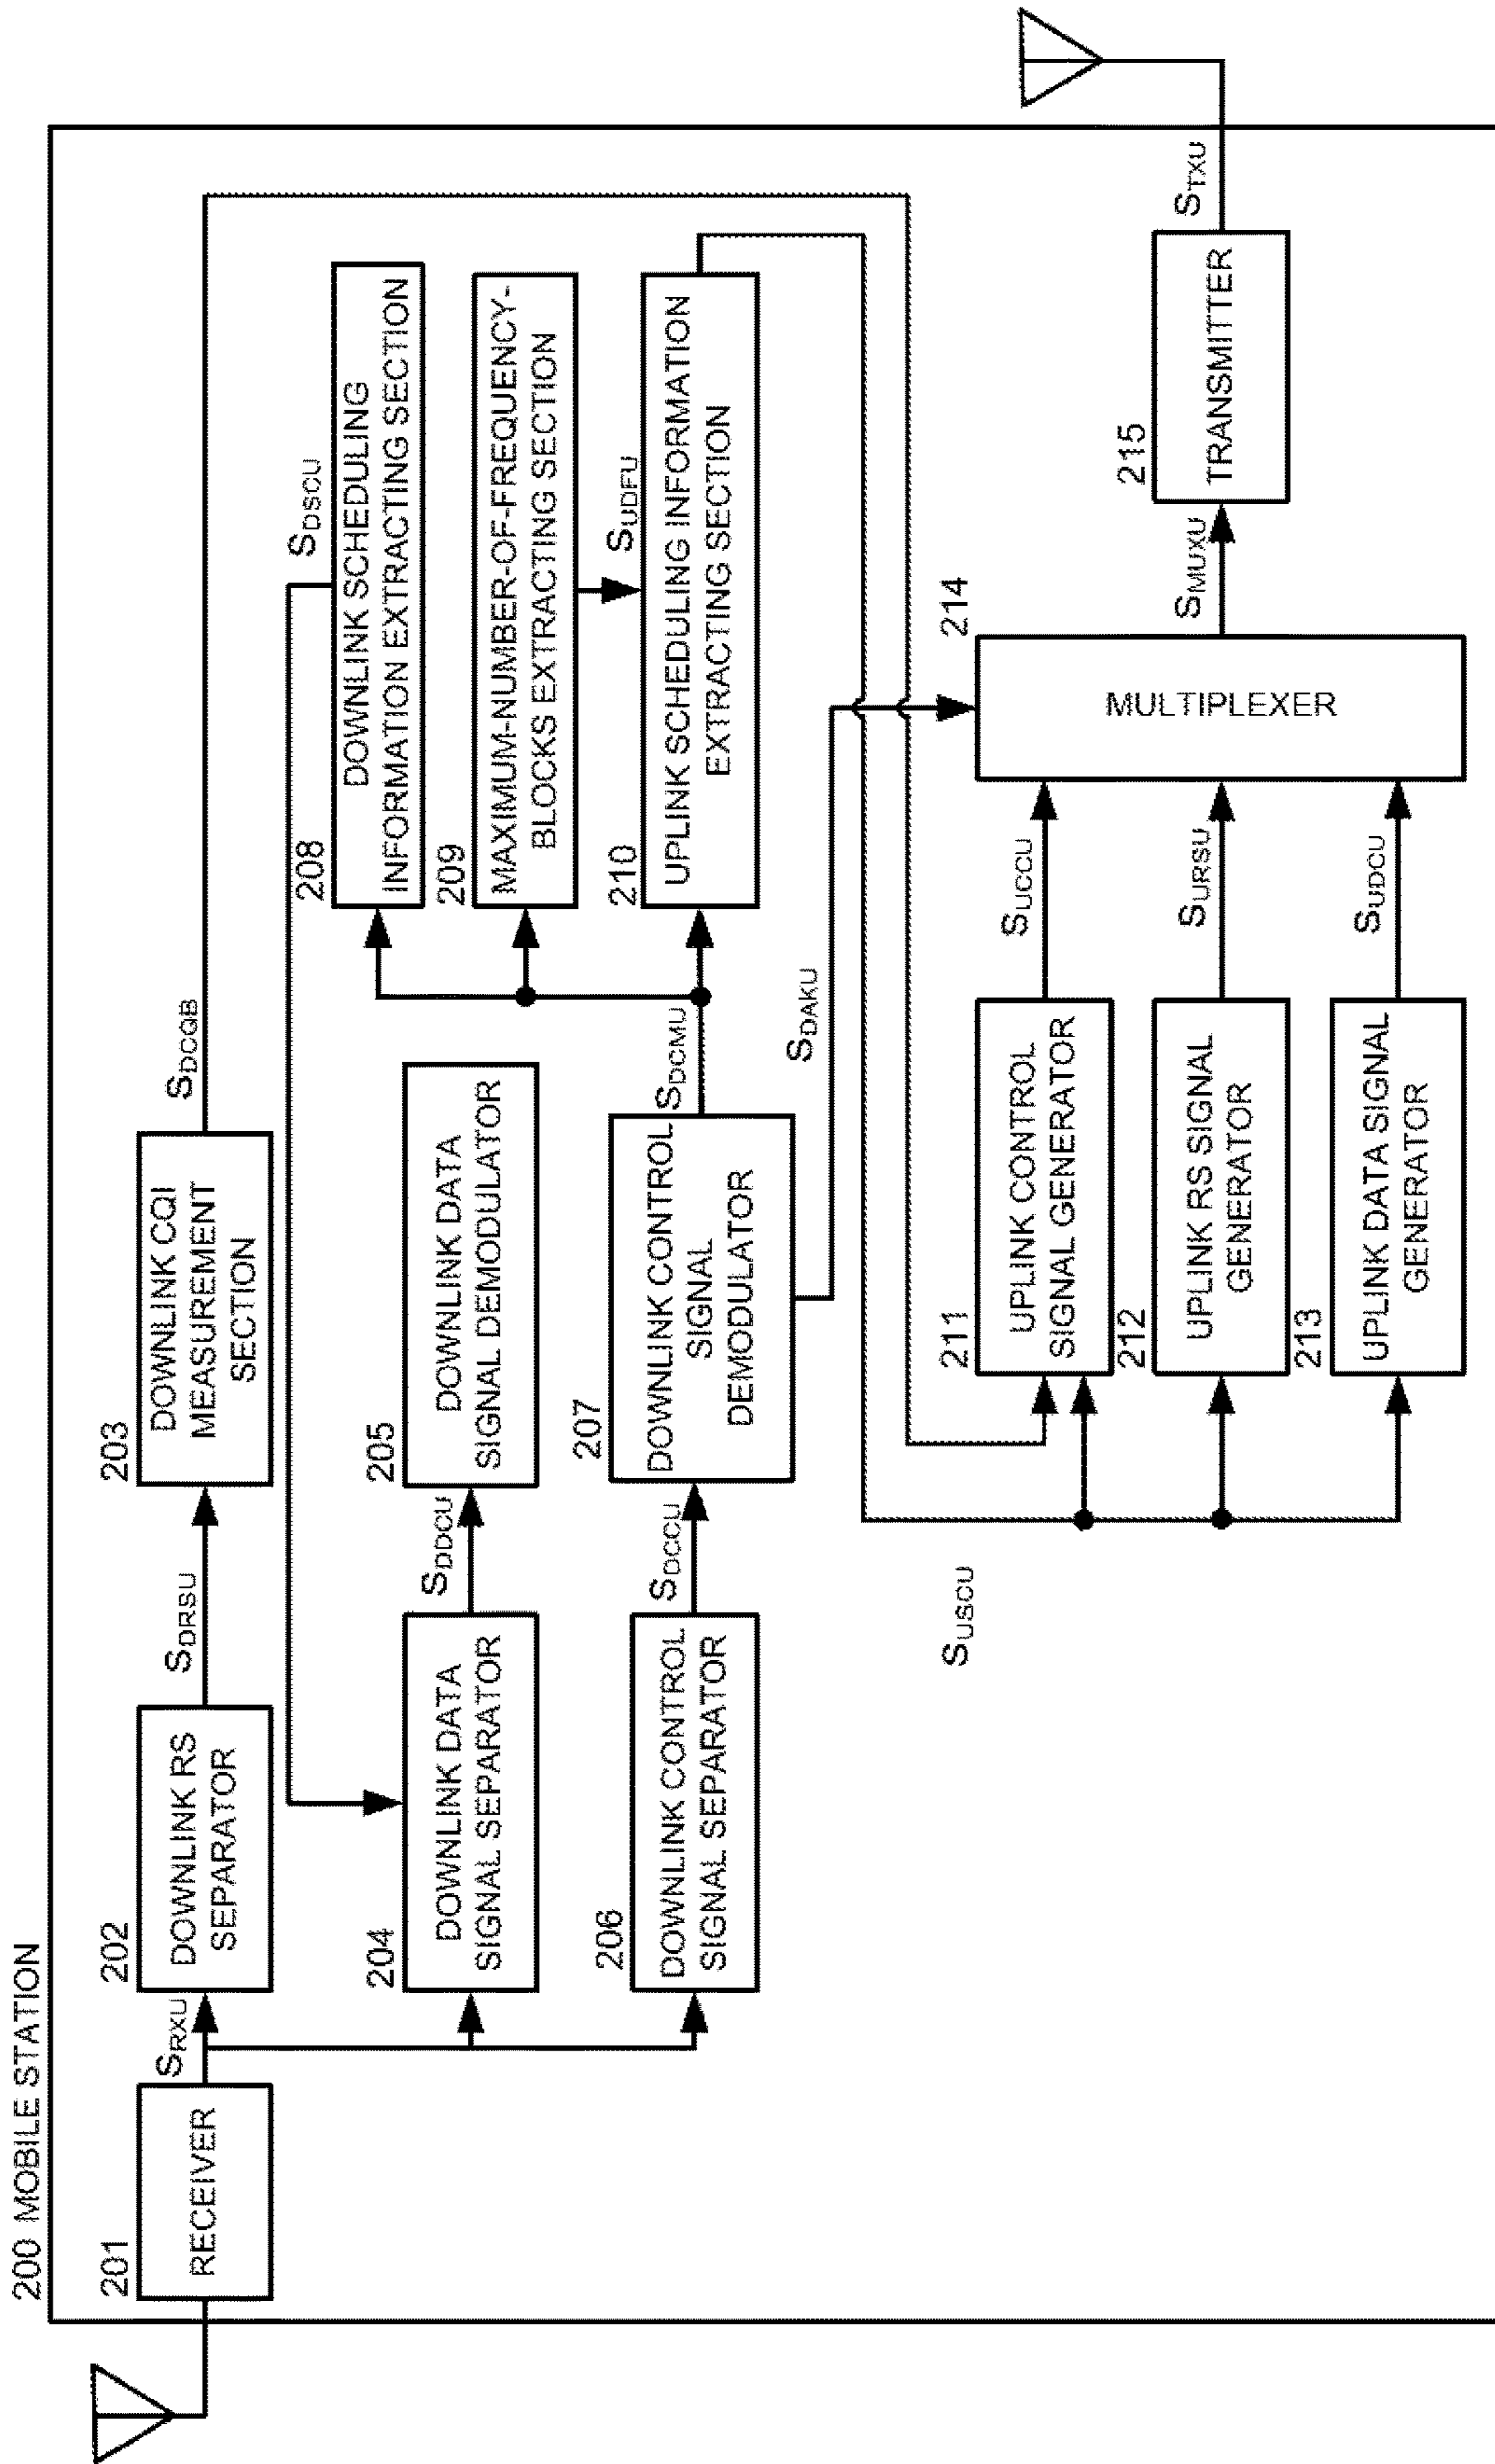 200 MOBILE STATION
201
RECEIVER
SRXU
202
DOWNLINK RS
SEPARATOR
SDRSU
203
DOWNLINK CQI
MEASUREMENT
SECTION
SDCQB
204
DOWNLINK DATA
SIGNAL SEPARATOR
SDDCU
205
DOWNLINK DATA
SIGNAL DEMODULATOR
206
DOWNLINK CONTROL
SIGNAL SEPARATOR
SDCCU
207
DOWNLINK CONTROL
SIGNAL
DEMODULATOR
SDCMU
SDAKU
SDSCU
208
DOWNLINK SCHEDULING
INFORMATION EXTRACTING SECTION
209
MAXIMUM-NUMBER-OF-FREQUENCY-
BLOCKS EXTRACTING SECTION
SUDFU
210
UPLINK SCHEDULING INFORMATION
EXTRACTING SECTION
SUSCU
211
UPLINK CONTROL
SIGNAL GENERATOR
SUCCU
212
UPLINK RS SIGNAL
GENERATOR
SURSU
213
UPLINK DATA SIGNAL
GENERATOR
SUDCU
214
MULTIPLEXER
SMUXU
215
TRANSMITTER
STXU